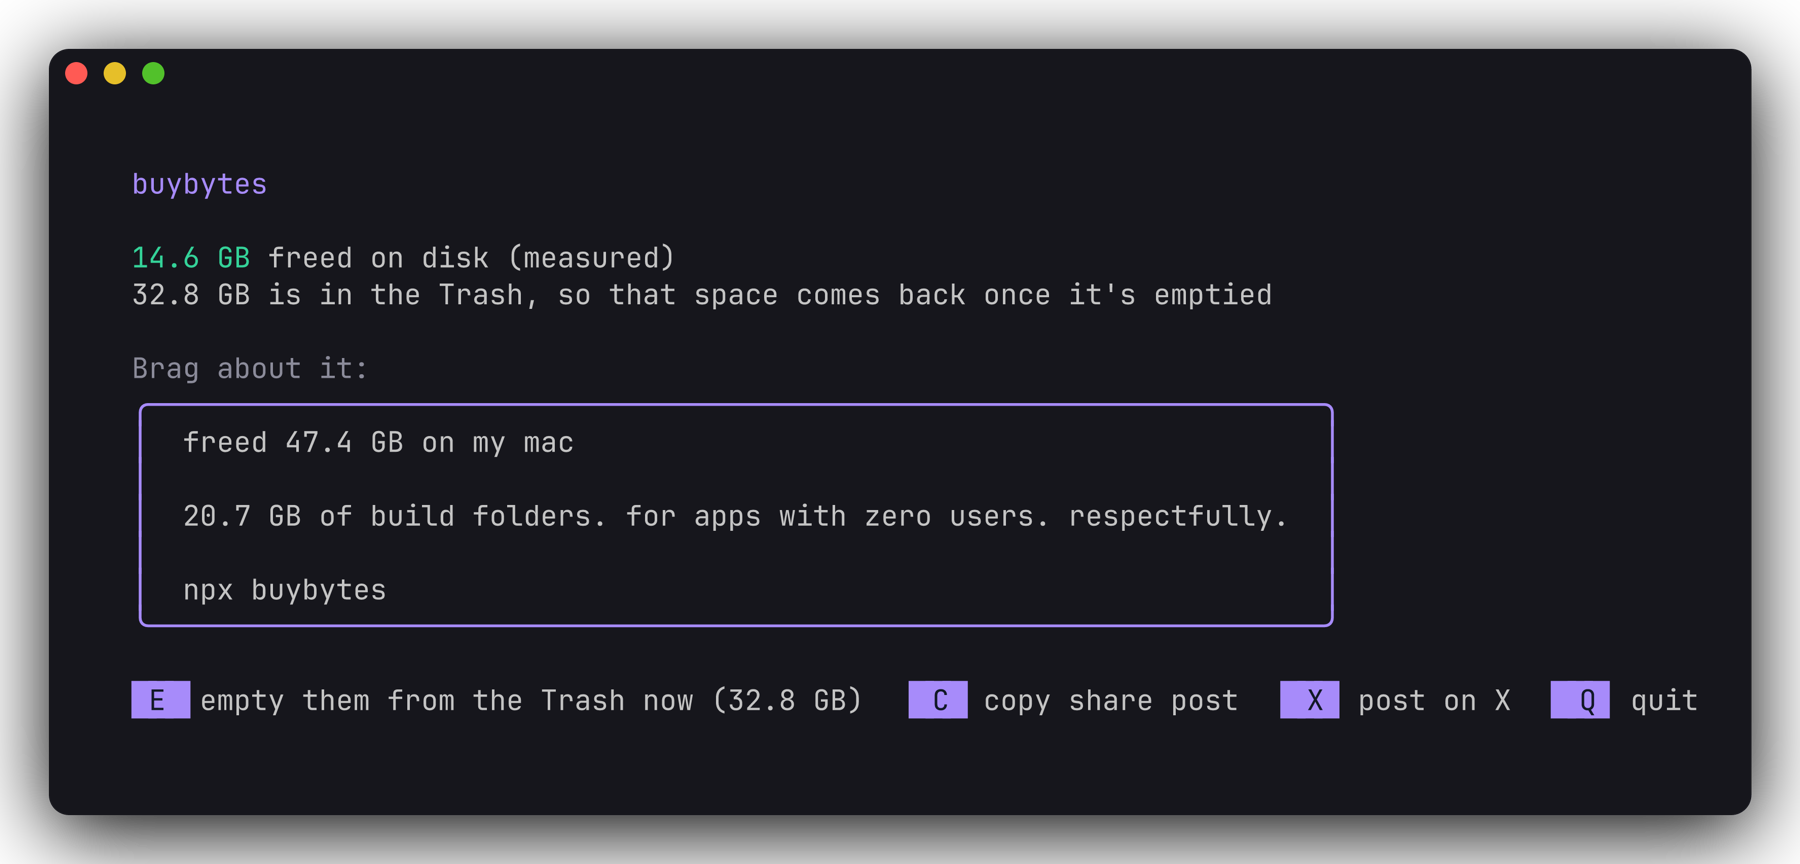 buybytes
14.6 GB freed on disk (measured)
32.8 GB is in the Trash, so that space comes back once it's emptied
Brag about it:
freed 47.4 GB on my mac
20.7 GB of build folders. for apps with zero users. respectfully.
npx buybytes
E empty them from the Trash now (32.8 GB) C copy share post X post on X Q quit